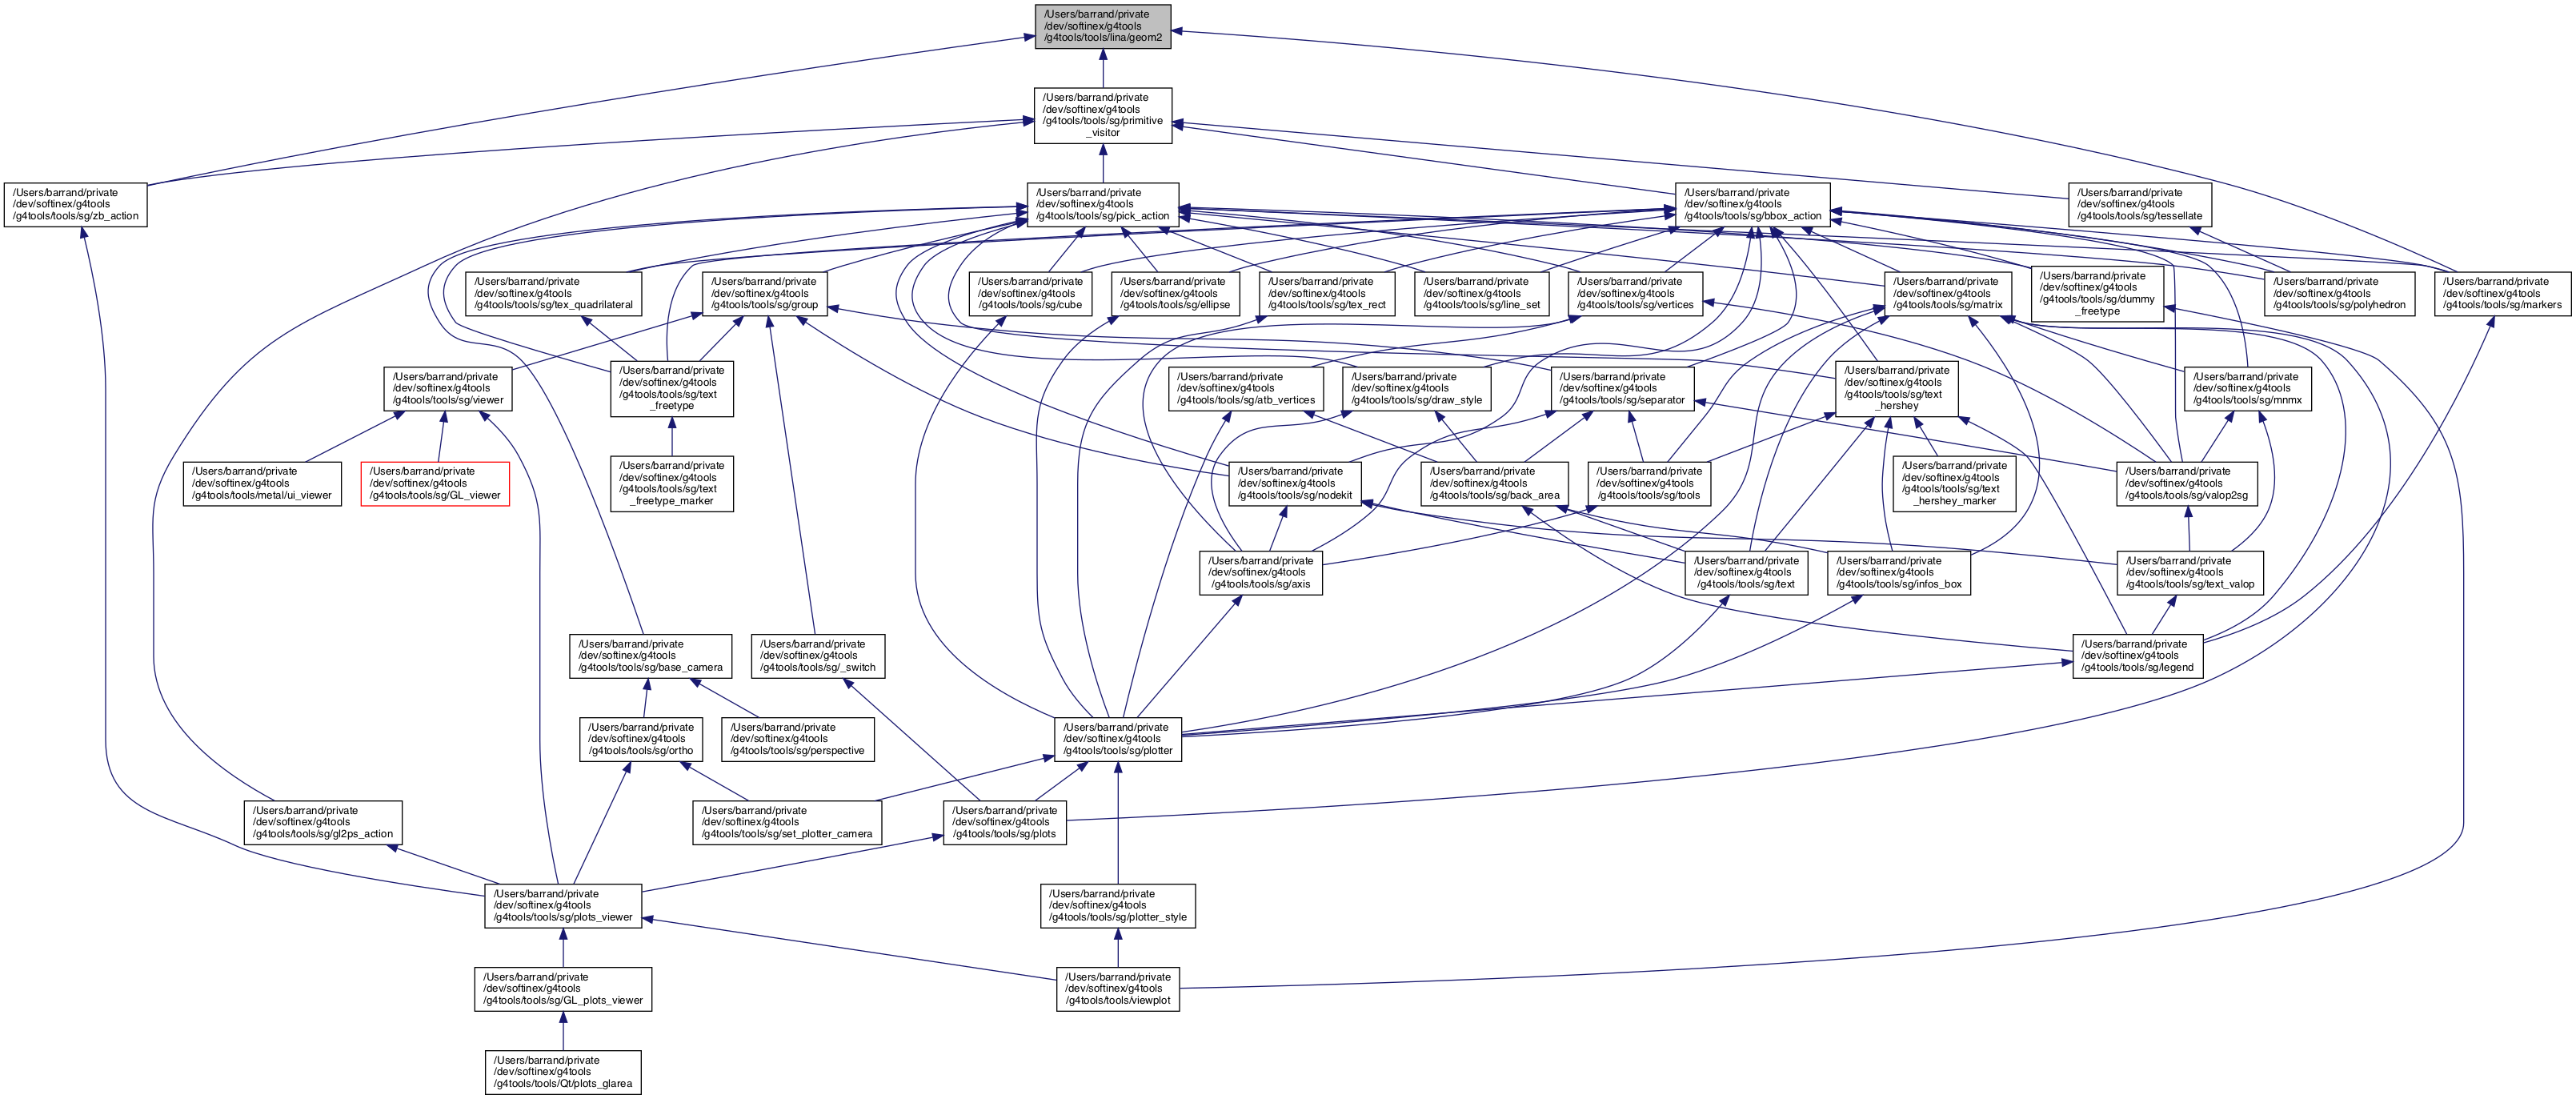 /Users/barrand/private
/dev/softinex/g4tools
/g4tools/tools/lina/geom2
/Users/barrand/private
/dev/softinex/g4tools
/g4tools/tools/sg/primitive
_visitor
/Users/barrand/private
/dev/softinex/g4tools
/g4tools/tools/sg/zb_action
/Users/barrand/private
/dev/softinex/g4tools
/g4tools/tools/sg/pick_action
/Users/barrand/private
/dev/softinex/g4tools
/g4tools/tools/sg/bbox_action
/Users/barrand/private
/dev/softinex/g4tools
/g4tools/tools/sg/tessellate
/Users/barrand/private
/dev/softinex/g4tools
/g4tools/tools/sg/tex_quadrilateral
/Users/barrand/private
/dev/softinex/g4tools
/g4tools/tools/sg/group
/Users/barrand/private
/dev/softinex/g4tools
/g4tools/tools/sg/cube
/Users/barrand/private
/dev/softinex/g4tools
/g4tools/tools/sg/ellipse
/Users/barrand/private
/dev/softinex/g4tools
/g4tools/tools/sg/tex_rect
/Users/barrand/private
/dev/softinex/g4tools
/g4tools/tools/sg/line_set
/Users/barrand/private
/dev/softinex/g4tools
/g4tools/tools/sg/vertices
/Users/barrand/private
/dev/softinex/g4tools
/g4tools/tools/sg/matrix
/Users/barrand/private
/dev/softinex/g4tools
/g4tools/tools/sg/dummy
_freetype
/Users/barrand/private
/dev/softinex/g4tools
/g4tools/tools/sg/polyhedron
/Users/barrand/private
/dev/softinex/g4tools
/g4tools/tools/sg/markers
/Users/barrand/private
/dev/softinex/g4tools
/g4tools/tools/sg/viewer
/Users/barrand/private
/dev/softinex/g4tools
/g4tools/tools/sg/text
_freetype
/Users/barrand/private
/dev/softinex/g4tools
/g4tools/tools/sg/atb_vertices
/Users/barrand/private
/dev/softinex/g4tools
/g4tools/tools/sg/draw_style
/Users/barrand/private
/dev/softinex/g4tools
/g4tools/tools/sg/separator
/Users/barrand/private
/dev/softinex/g4tools
/g4tools/tools/sg/text
_hershey
/Users/barrand/private
/dev/softinex/g4tools
/g4tools/tools/sg/mnmx
/Users/barrand/private
/dev/softinex/g4tools
/g4tools/tools/metal/ui_viewer
/Users/barrand/private
/dev/softinex/g4tools
/g4tools/tools/sg/GL_viewer
/Users/barrand/private
/dev/softinex/g4tools
/g4tools/tools/sg/text
_freetype_marker
/Users/barrand/private
/dev/softinex/g4tools
/g4tools/tools/sg/nodekit
/Users/barrand/private
/dev/softinex/g4tools
/g4tools/tools/sg/back_area
/Users/barrand/private
/dev/softinex/g4tools
/g4tools/tools/sg/tools
/Users/barrand/private
/dev/softinex/g4tools
/g4tools/tools/sg/text
_hershey_marker
/Users/barrand/private
/dev/softinex/g4tools
/g4tools/tools/sg/valop2sg
/Users/barrand/private
/dev/softinex/g4tools
/g4tools/tools/sg/axis
/Users/barrand/private
/dev/softinex/g4tools
/g4tools/tools/sg/text
/Users/barrand/private
/dev/softinex/g4tools
/g4tools/tools/sg/infos_box
/Users/barrand/private
/dev/softinex/g4tools
/g4tools/tools/sg/text_valop
/Users/barrand/private
/dev/softinex/g4tools
/g4tools/tools/sg/base_camera
/Users/barrand/private
/dev/softinex/g4tools
/g4tools/tools/sg/_switch
/Users/barrand/private
/dev/softinex/g4tools
/g4tools/tools/sg/legend
/Users/barrand/private
/dev/softinex/g4tools
/g4tools/tools/sg/ortho
/Users/barrand/private
/dev/softinex/g4tools
/g4tools/tools/sg/perspective
/Users/barrand/private
/dev/softinex/g4tools
/g4tools/tools/sg/plotter
/Users/barrand/private
/dev/softinex/g4tools
/g4tools/tools/sg/gl2ps_action
/Users/barrand/private
/dev/softinex/g4tools
/g4tools/tools/sg/set_plotter_camera
/Users/barrand/private
/dev/softinex/g4tools
/g4tools/tools/sg/plots
/Users/barrand/private
/dev/softinex/g4tools
/g4tools/tools/sg/plots_viewer
/Users/barrand/private
/dev/softinex/g4tools
/g4tools/tools/sg/plotter_style
/Users/barrand/private
/dev/softinex/g4tools
/g4tools/tools/sg/GL_plots_viewer
/Users/barrand/private
/dev/softinex/g4tools
/g4tools/tools/viewplot
/Users/barrand/private
/dev/softinex/g4tools
/g4tools/tools/Qt/plots_glarea